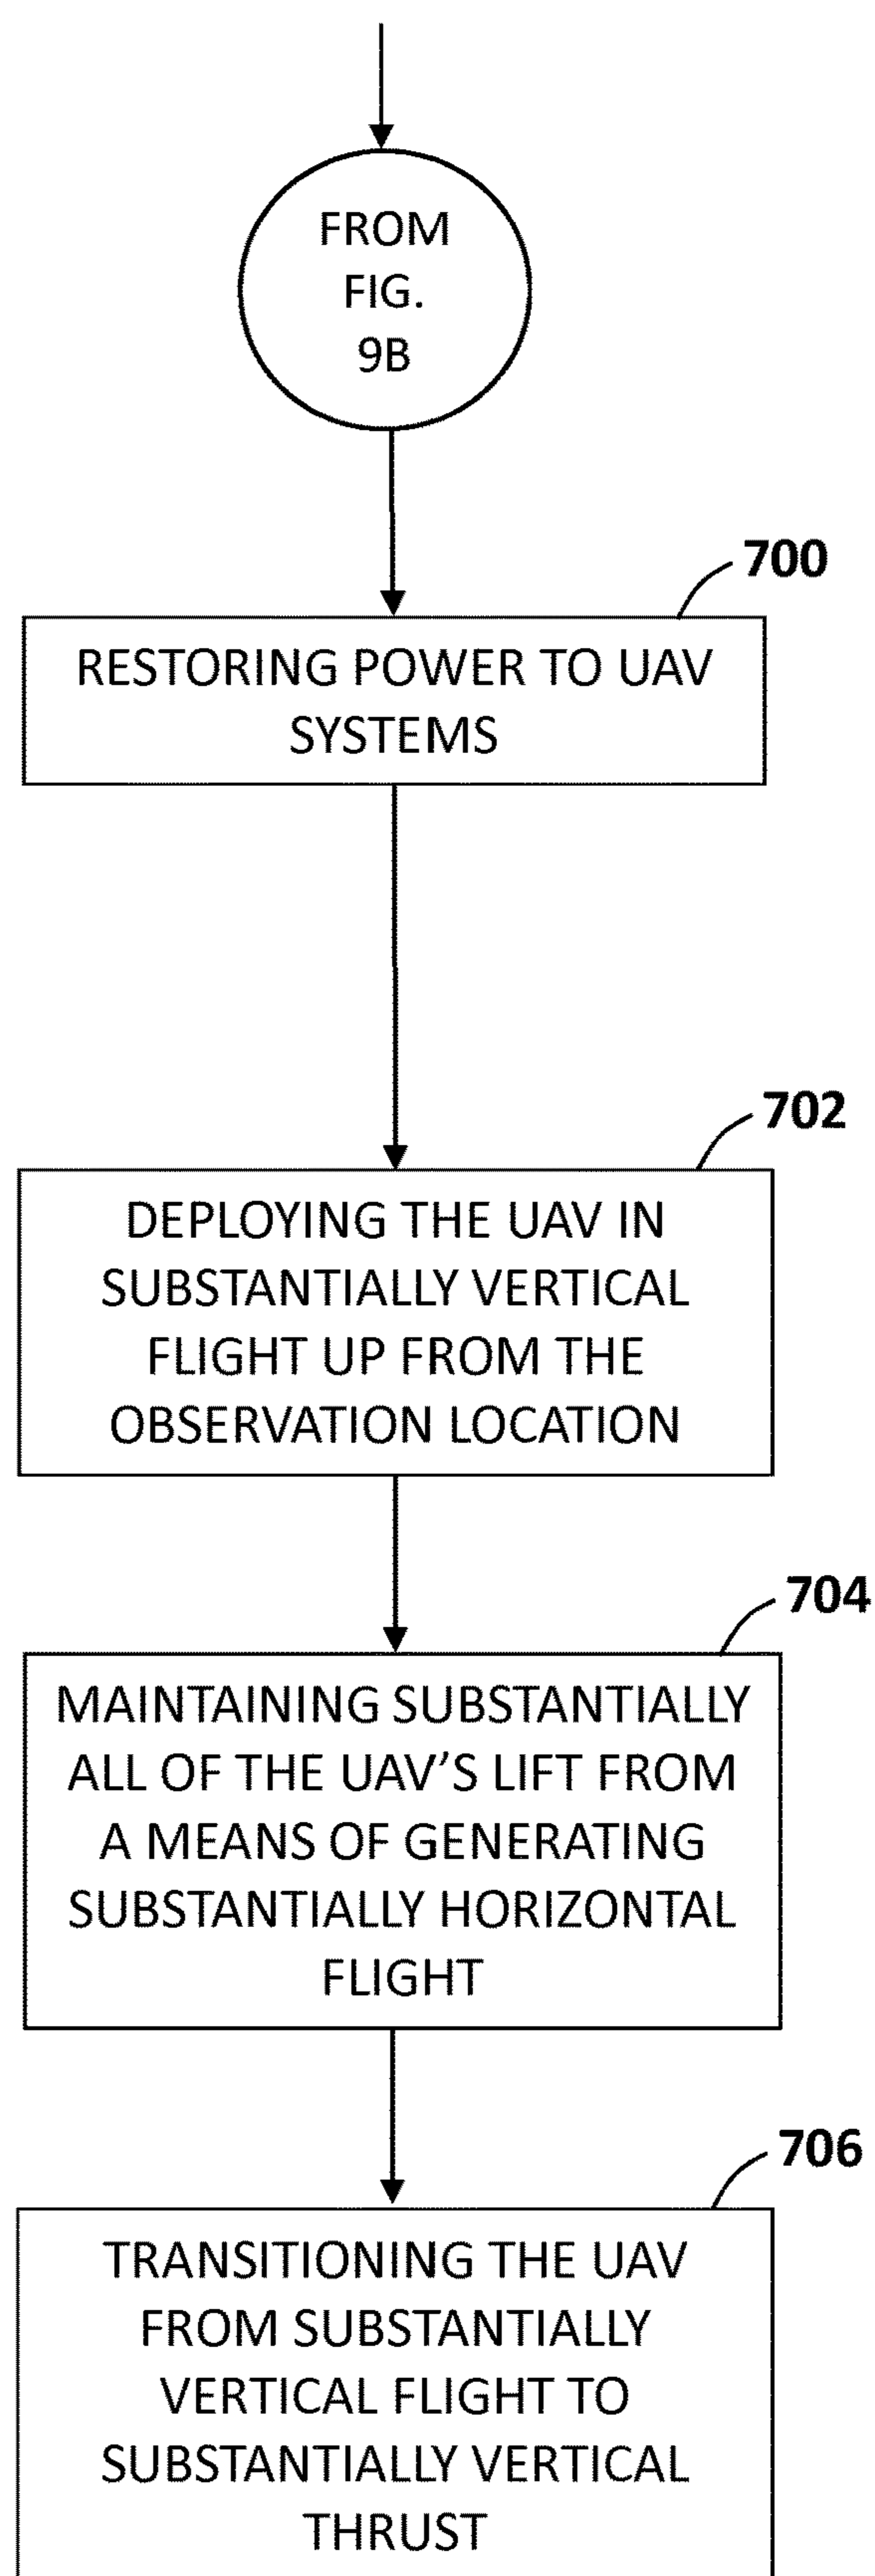 FROM
FIG.
9B
700
RESTORING POWER TO UAV
SYSTEMS
702
DEPLOYING THE UAV IN
SUBSTANTIALLY VERTICAL
FLIGHT UP FROM THE
OBSERVATION LOCATION
704
MAINTAINING SUBSTANTIALLY
ALL OF THE UAV’S LIFT FROM
A MEANS OF GENERATING
SUBSTANTIALLY HORIZONTAL
FLIGHT
706
TRANSITIONING THE UAV
FROM SUBSTANTIALLY
VERTICAL FLIGHT TO
SUBSTANTIALLY VERTICAL
THRUST